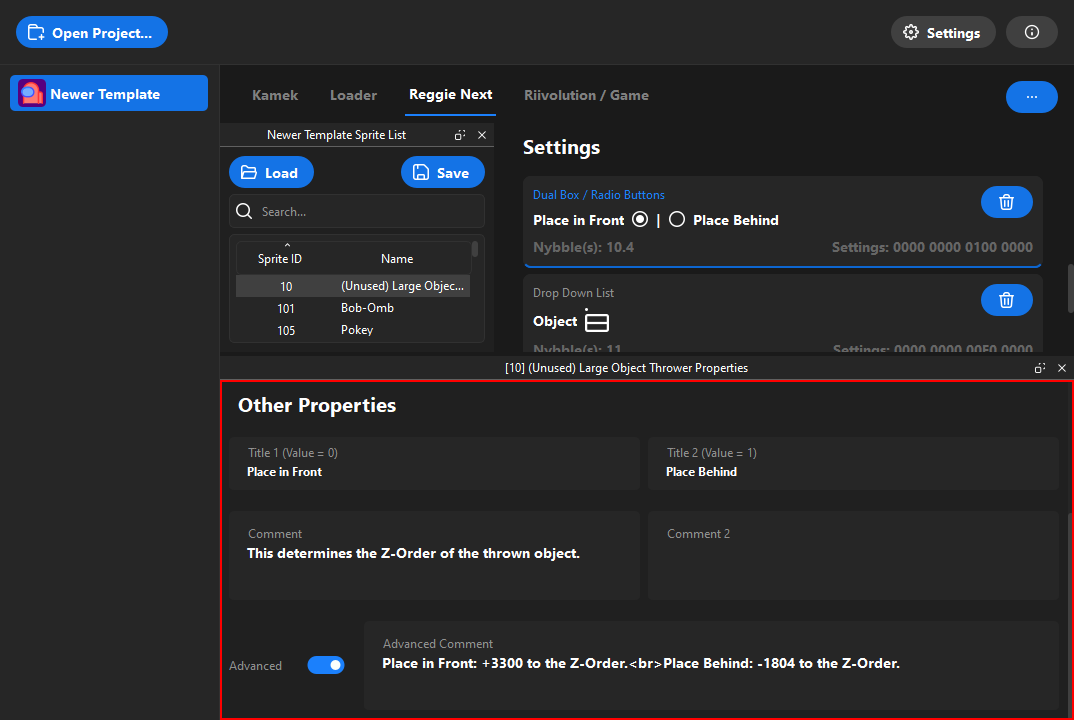 Open Project...
Settings
Newer Template
Kamek
Loader
Reggie Next
Riivolution / Game
...
Newer Template Sprite List
Load
Save
Search...
Sprite ID
Name
10
(Unused) Large Objec...
101
Bob-Omb
105
Pokey
Settings
Dual Box / Radio Buttons
Place in Front | Place Behind
Nybble(s): 10.4
Settings: 0000 0000 0100 0000
Drop Down List
Object
Nybble(s): 11
Settings: 0000 0000 00F0 0000
[10] (Unused) Large Object Thrower Properties
Other Properties
Title 1 (Value = 0)
Place in Front
Title 2 (Value = 1)
Place Behind
Comment
This determines the Z-Order of the thrown object.
Comment 2
Advanced
Advanced Comment
Place in Front: +3300 to the Z-Order.<br>Place Behind: -1804 to the Z-Order.